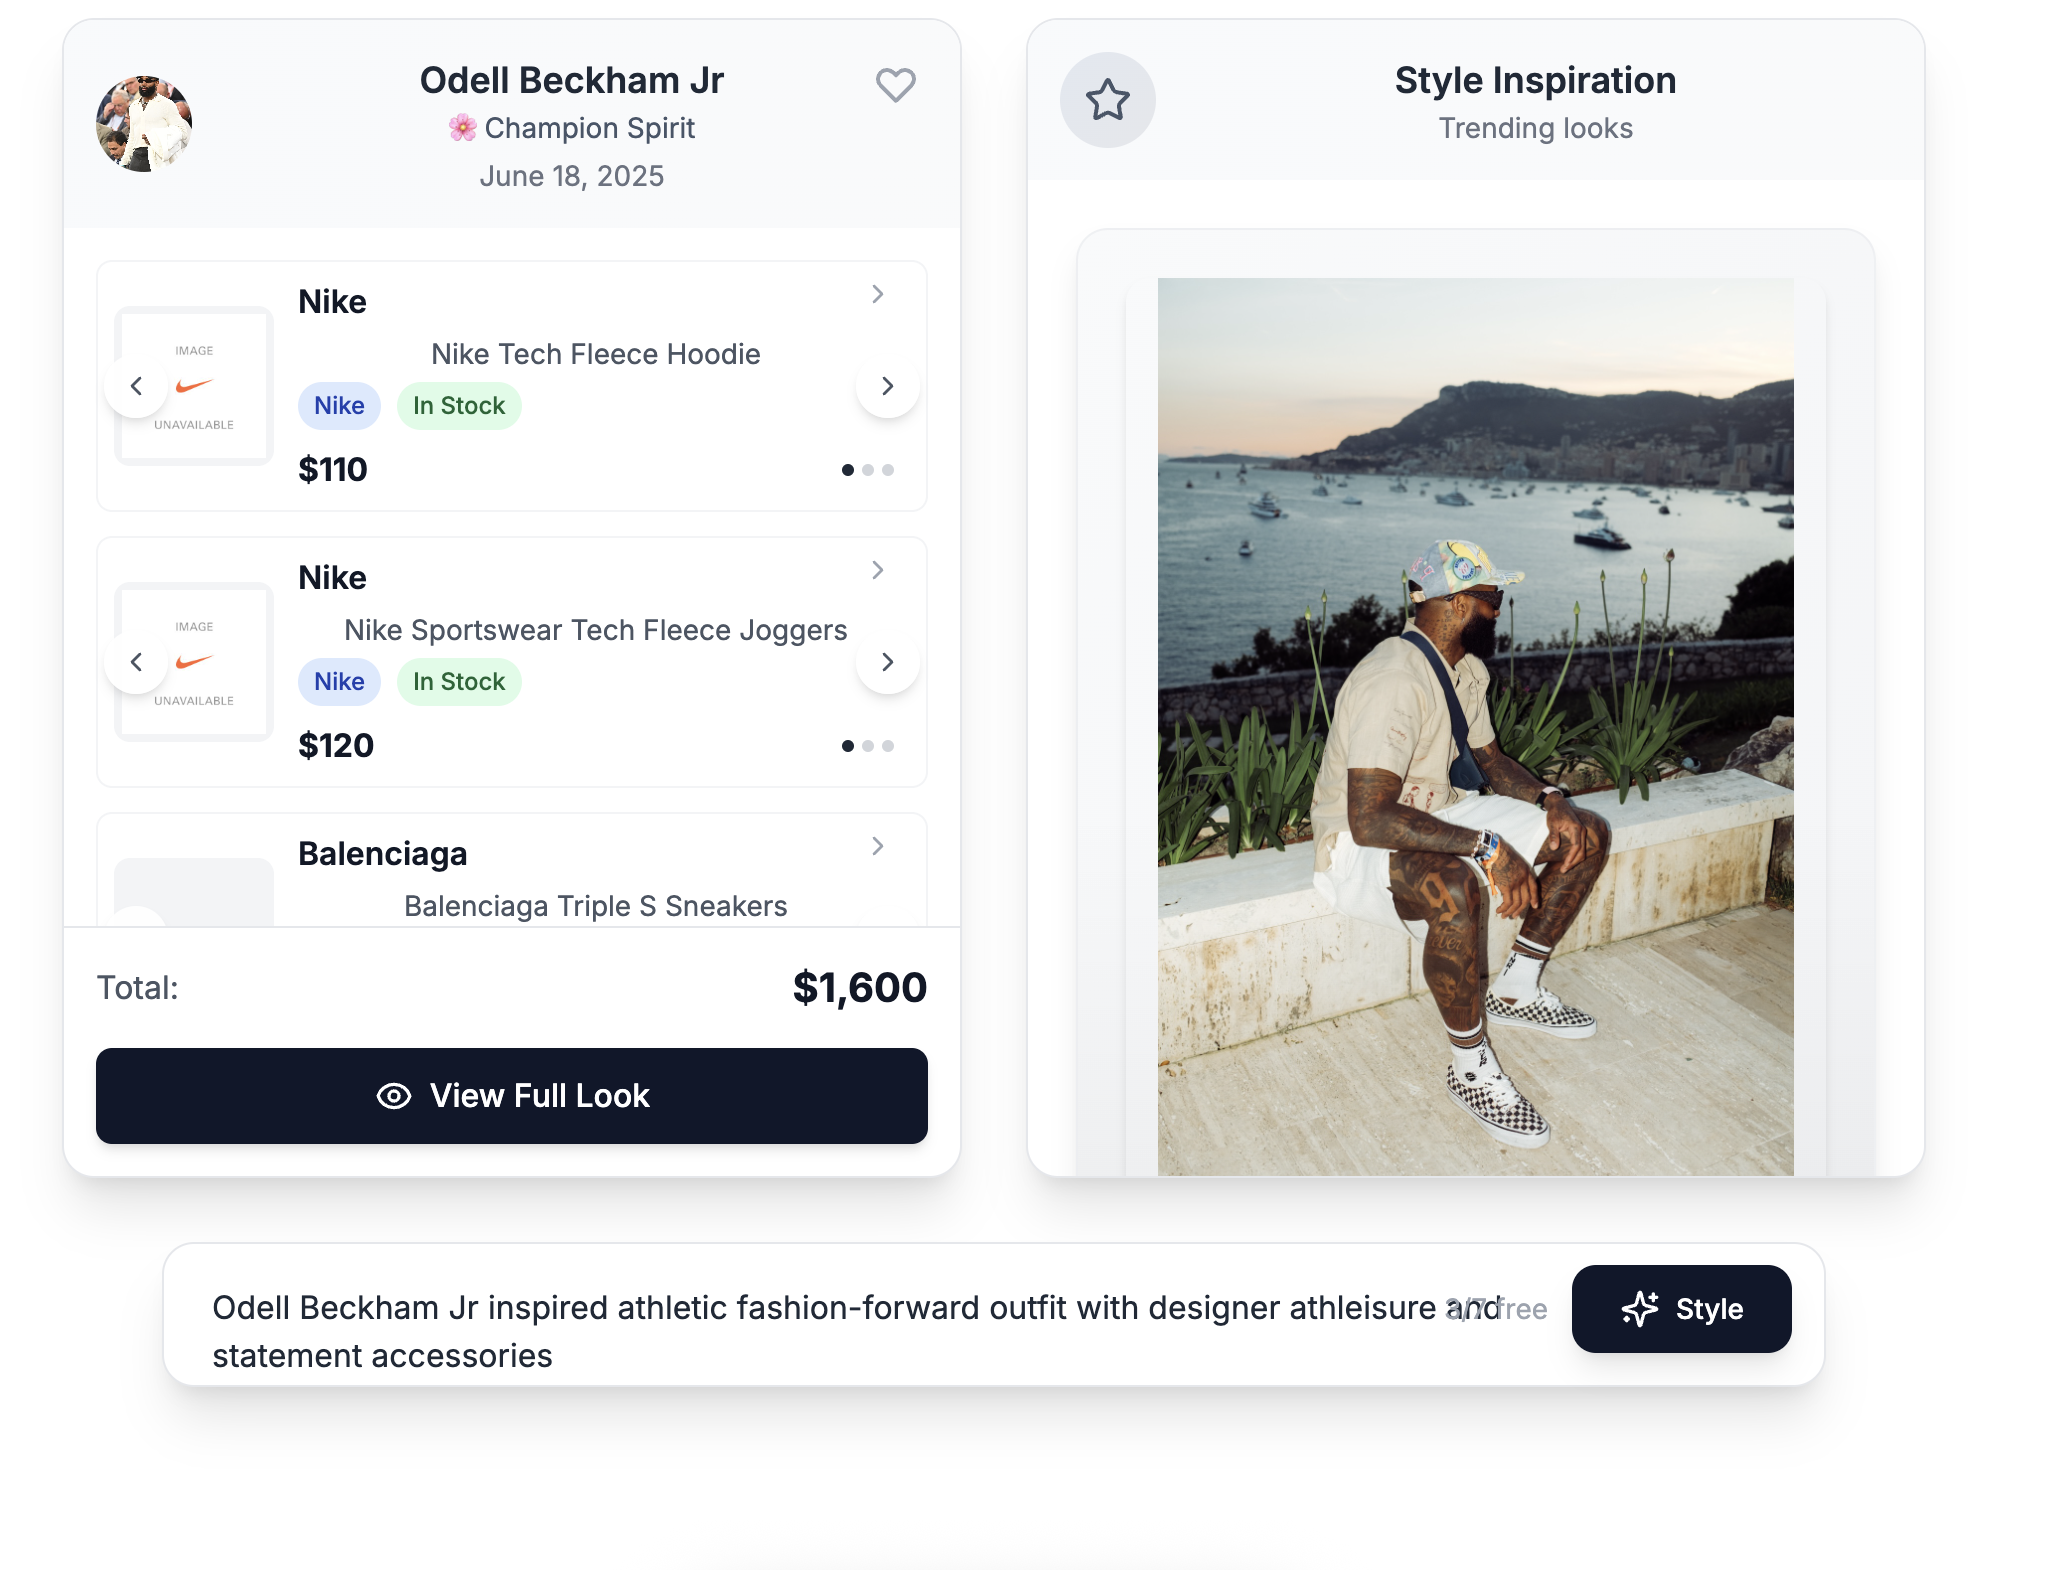 Odell Beckham Jr
🌸 Champion Spirit
June 18, 2025
Nike
IMAGE
UNAVAILABLE
Nike Tech Fleece Hoodie
Nike
In Stock
$110
Nike
IMAGE
UNAVAILABLE
Nike Sportswear Tech Fleece Joggers
Nike
In Stock
$120
Balenciaga
Balenciaga Triple S Sneakers
Total:
$1,600
View Full Look
Style Inspiration
Trending looks
Odell Beckham Jr inspired athletic fashion-forward outfit with designer athleisure and
statement accessories
3/7 free
Style